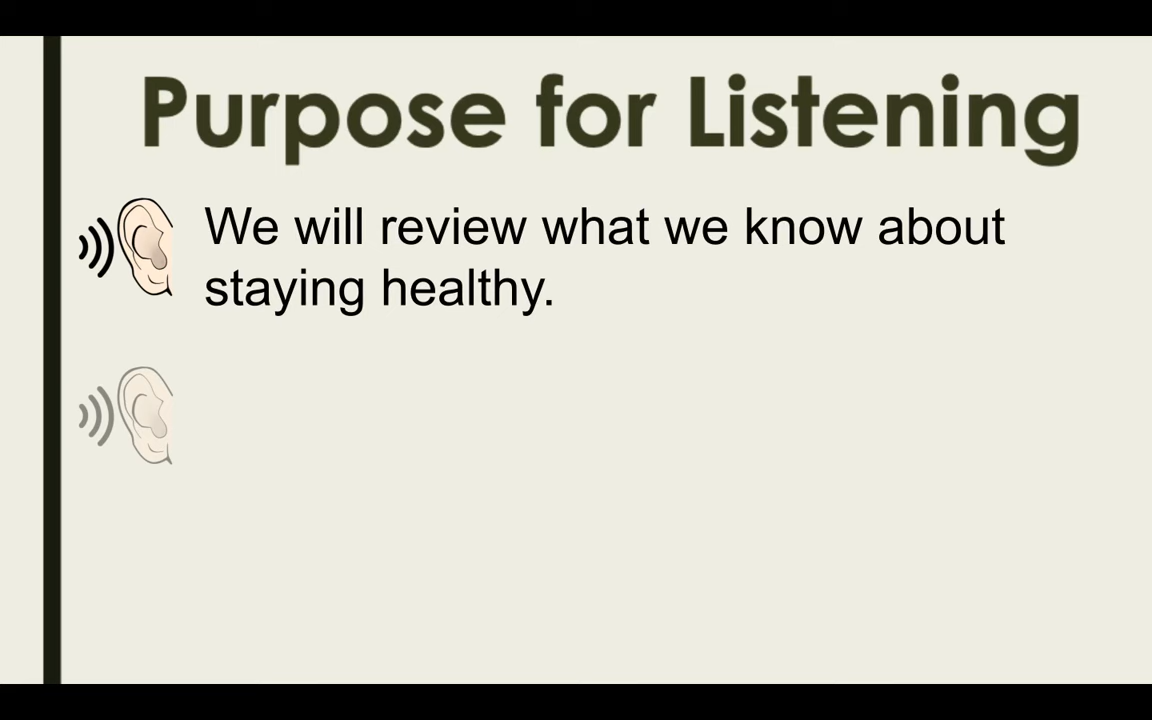 Purpose for Listening
We will review what we know about
staying healthy.